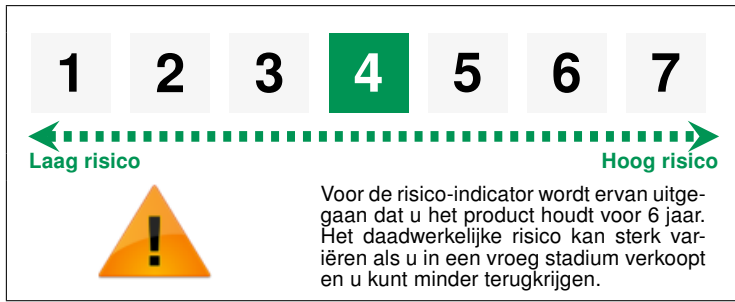 1 2 3 4 5 6 7
Laag risico Hoog risico
!
Voor de risico-indicator wordt ervan uitge-
gaan dat u het product houdt voor 6 jaar.
Het daadwerkelijke risico kan sterk var-
iëren als u in een vroeg stadium verkoopt
en u kunt minder terugkrijgen.